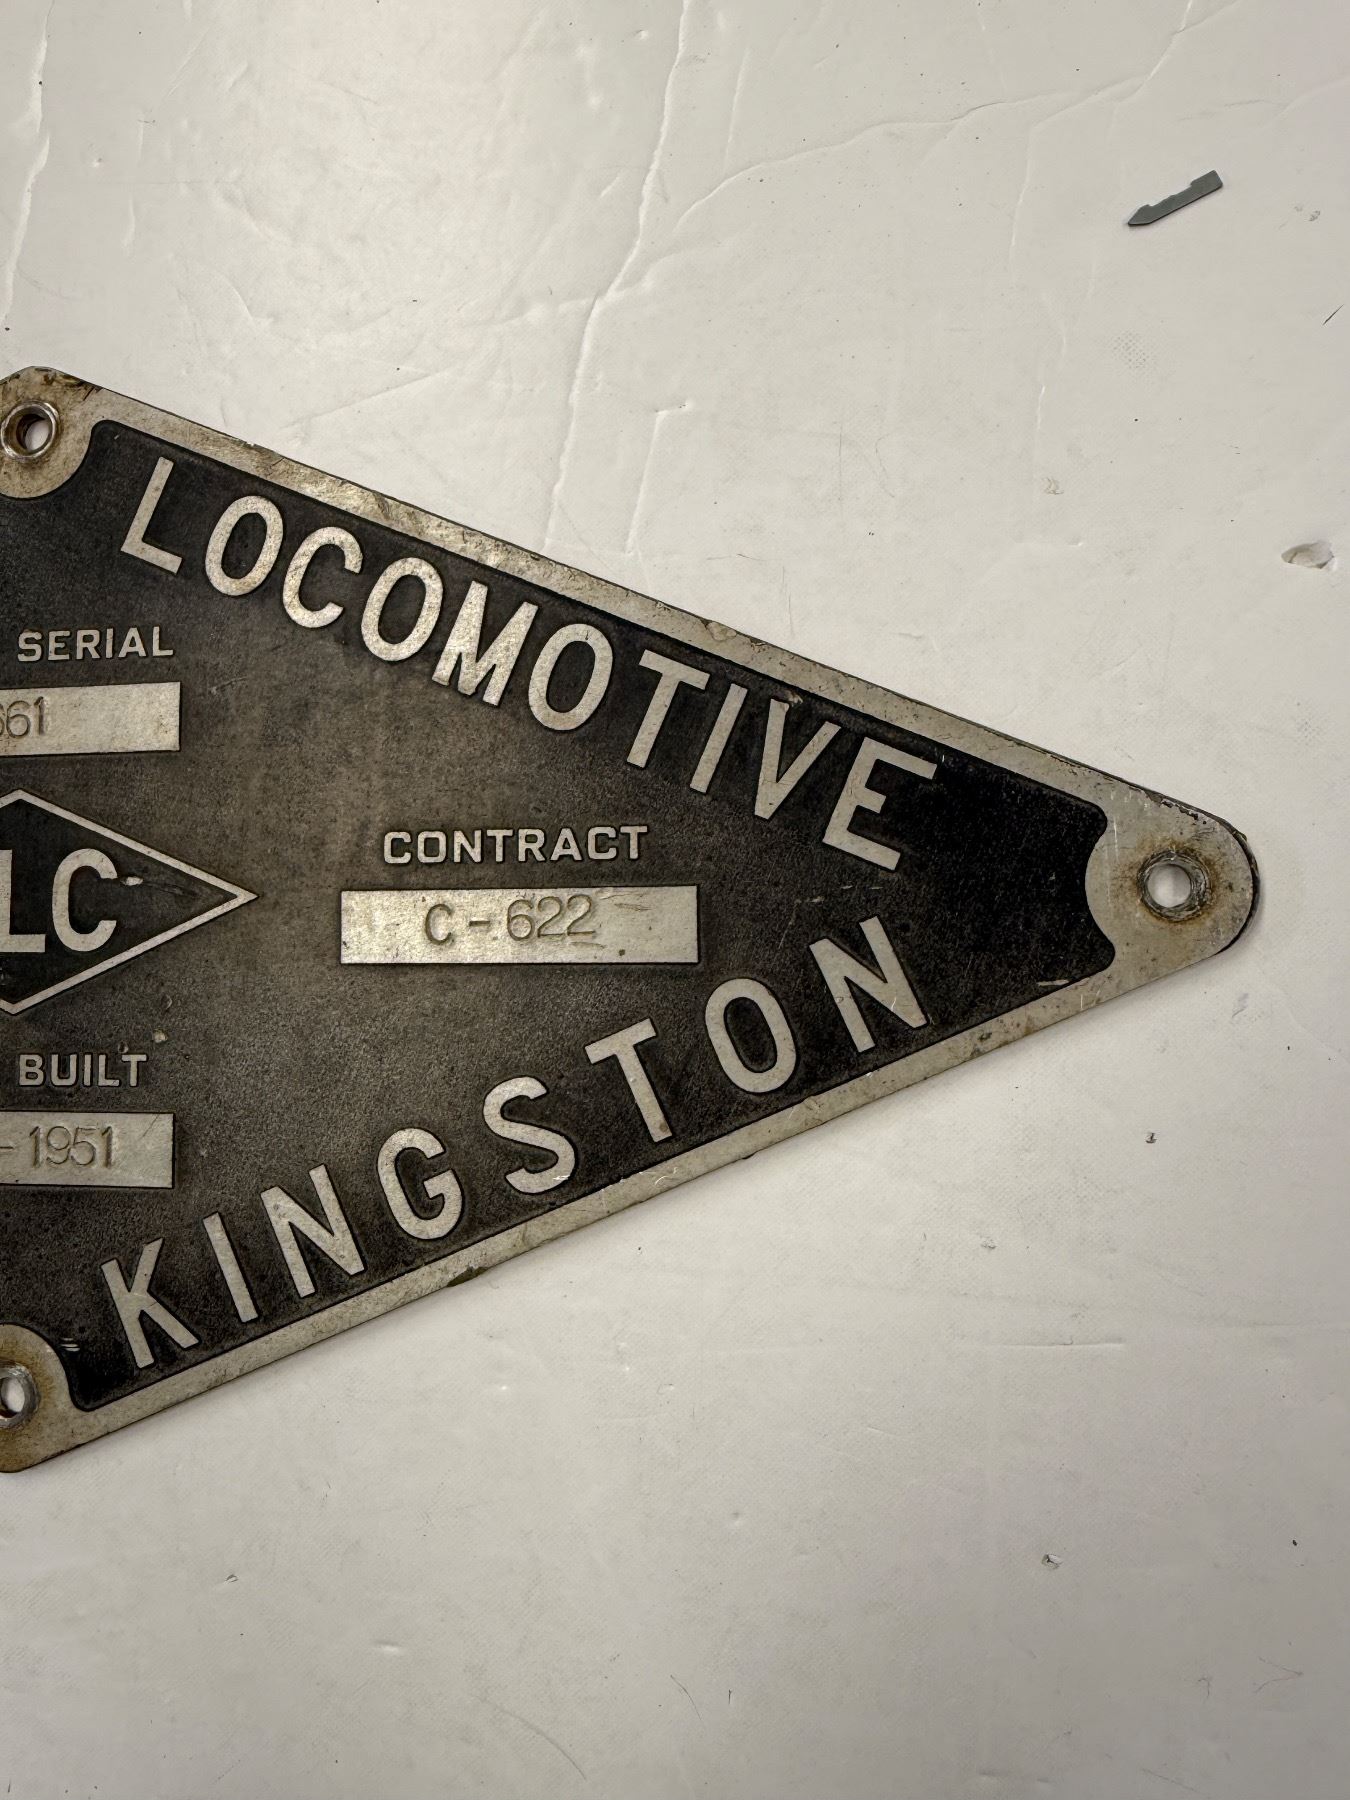 LOCOMOTIVE
SERIAL
661
LC
CONTRACT
C-622
BUILT
-1951
KINGSTON